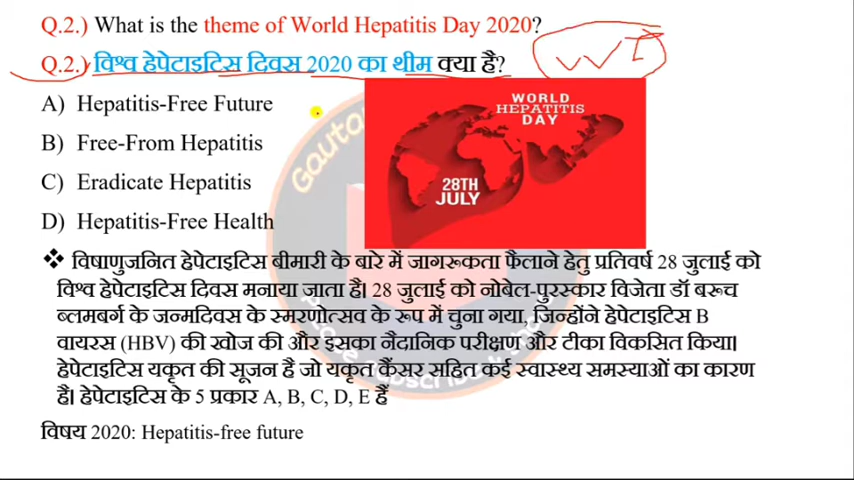 Q.2.) What is the theme of World Hepatitis Day 2020?
Q.2.) विश्व हेपेटाइटिस दिवस 2020 का थीम क्या है?
VVI
A) Hepatitis-Free Future
B) Free-From Hepatitis
C) Eradicate Hepatitis
D) Hepatitis-Free Health
WORLD
HEPATITIS
DAY
28TH
JULY
Gauta
❖ विषाणुजनित हेपेटाइटिस बीमारी के बारे में जागरूकता फैलाने हेतु प्रतिवर्ष 28 जुलाई को
विश्व हेपेटाइटिस दिवस मनाया जाता है। 28 जुलाई को नोबेल-पुरस्कार विजेता डॉ बरूच
ब्लमबर्ग के जन्मदिवस के स्मरणोत्सव के रूप में चुना गया, जिन्होंने हेपेटाइटिस B
वायरस (HBV) की खोज की और इसका नैदानिक परीक्षण और टीका विकसित किया।
हेपेटाइटिस यकृत की सूजन है जो यकृत कैंसर सहित कई स्वास्थ्य समस्याओं का कारण
है। हेपेटाइटिस के 5 प्रकार A, B, C, D, E हैं
विषय 2020: Hepatitis-free future